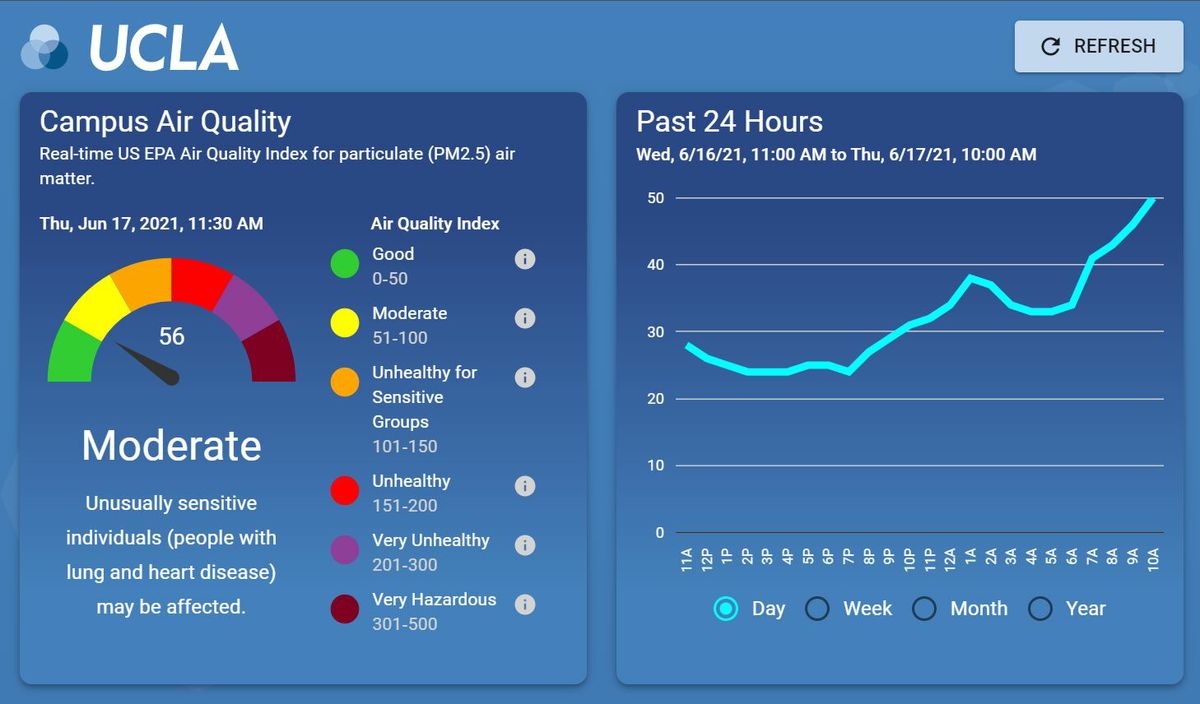 UCLA
REFRESH
Campus Air Quality
Real-time US EPA Air Quality Index for particulate (PM2.5) air
matter.
Thu, Jun 17, 2021, 11:30 AM
56
Moderate
Unusually sensitive
individuals (people with
lung and heart disease)
may be affected.
Air Quality Index
Good
0-50
Moderate
51-100
Unhealthy for
Sensitive
Groups
101-150
Unhealthy
151-200
Very Unhealthy
201-300
Very Hazardous
301-500
Past 24 Hours
Wed, 6/16/21, 11:00 AM to Thu, 6/17/21, 10:00 AM
50
40
30
20
10
0
11A 12P 1P 2P 3P 4P 5P 6P 7P 8P 9P 10P 11P 12A 1A 2A 3A 4A 5A 6A 7A 8A 9A 10A
Day Week Month Year